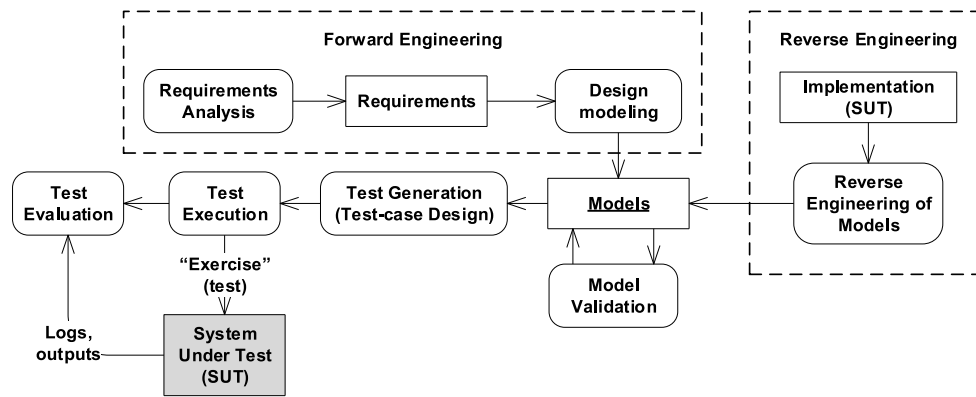 Forward Engineering
Reverse Engineering
Requirements
Analysis
Requirements
Design
modeling
Implementation
(SUT)
Test
Evaluation
Test
Execution
Test Generation
(Test-case Design)
Models
Reverse
Engineering of
Models
“Exercise”
(test)
Model
Validation
Logs,
outputs
System
Under Test
(SUT)